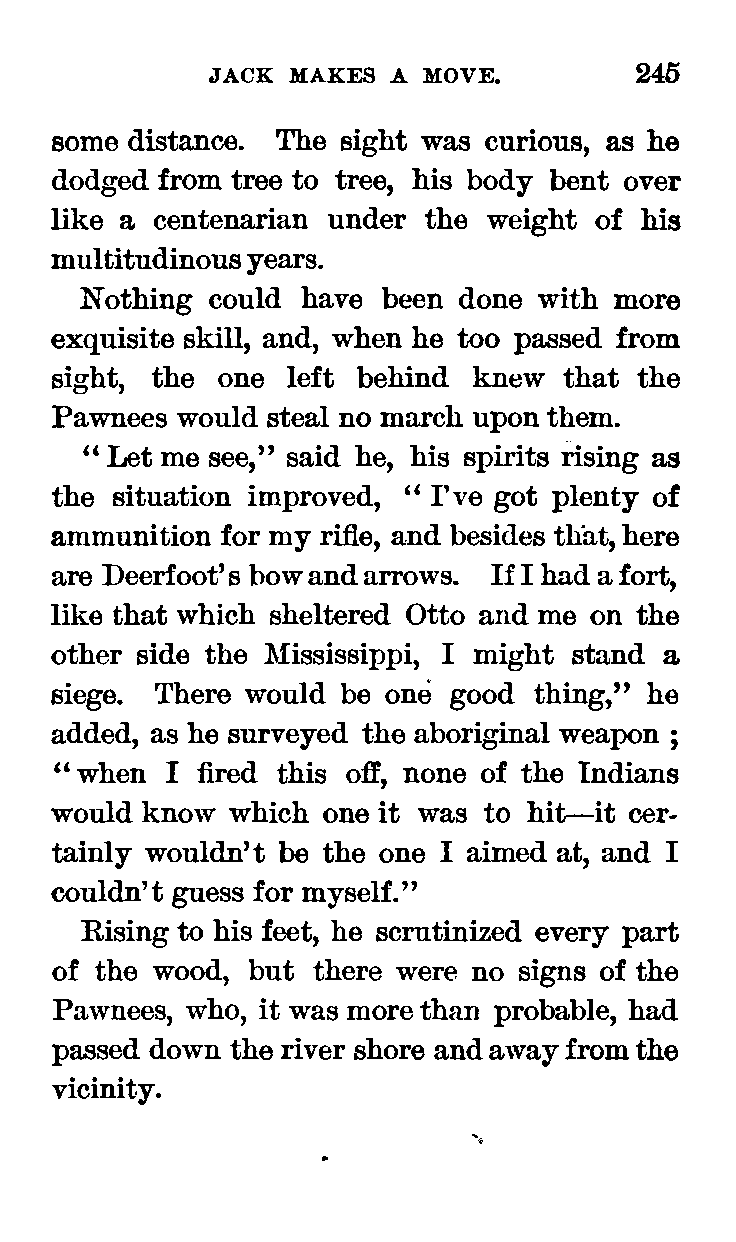 JACK MAKES A MOVE. 245
some distance. The sight was curious, as he
dodged from tree to tree, his body bent over
like a centenarian under the weight of his
multitudinous years.
Nothing could have been done with more
exquisite skill, and, when he too passed from
sight, the one left behind knew that the
Pawnees would steal no march upon them.
“Let me see,” said he, his spirits rising as
the situation improved, “I’ve got plenty of
ammunition for my rifle, and besides that, here
are Deerfoot’s bow and arrows. If I had a fort,
like that which sheltered Otto and me on the
other side the Mississippi, I might stand a
siege. There would be one good thing,” he
added, as he surveyed the aboriginal weapon ;
“when I fired this off, none of the Indians
would know which one it was to hit—it cer-
tainly wouldn’t be the one I aimed at, and I
couldn’t guess for myself.”
Rising to his feet, he scrutinized every part
of the wood, but there were no signs of the
Pawnees, who, it was more than probable, had
passed down the river shore and away from the
vicinity.